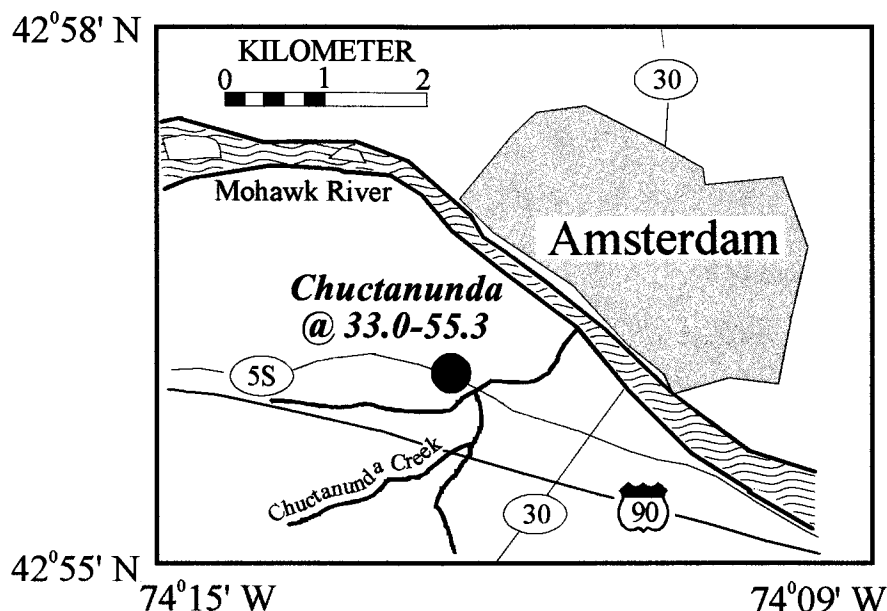 42°58' N
KILOMETER
0 1 2
30
Mohawk River
Amsterdam
Chuctanunda
@ 33.0-55.3
5S
Chuctanunda Creek
30
90
42°55' N
74°15' W
74°09' W